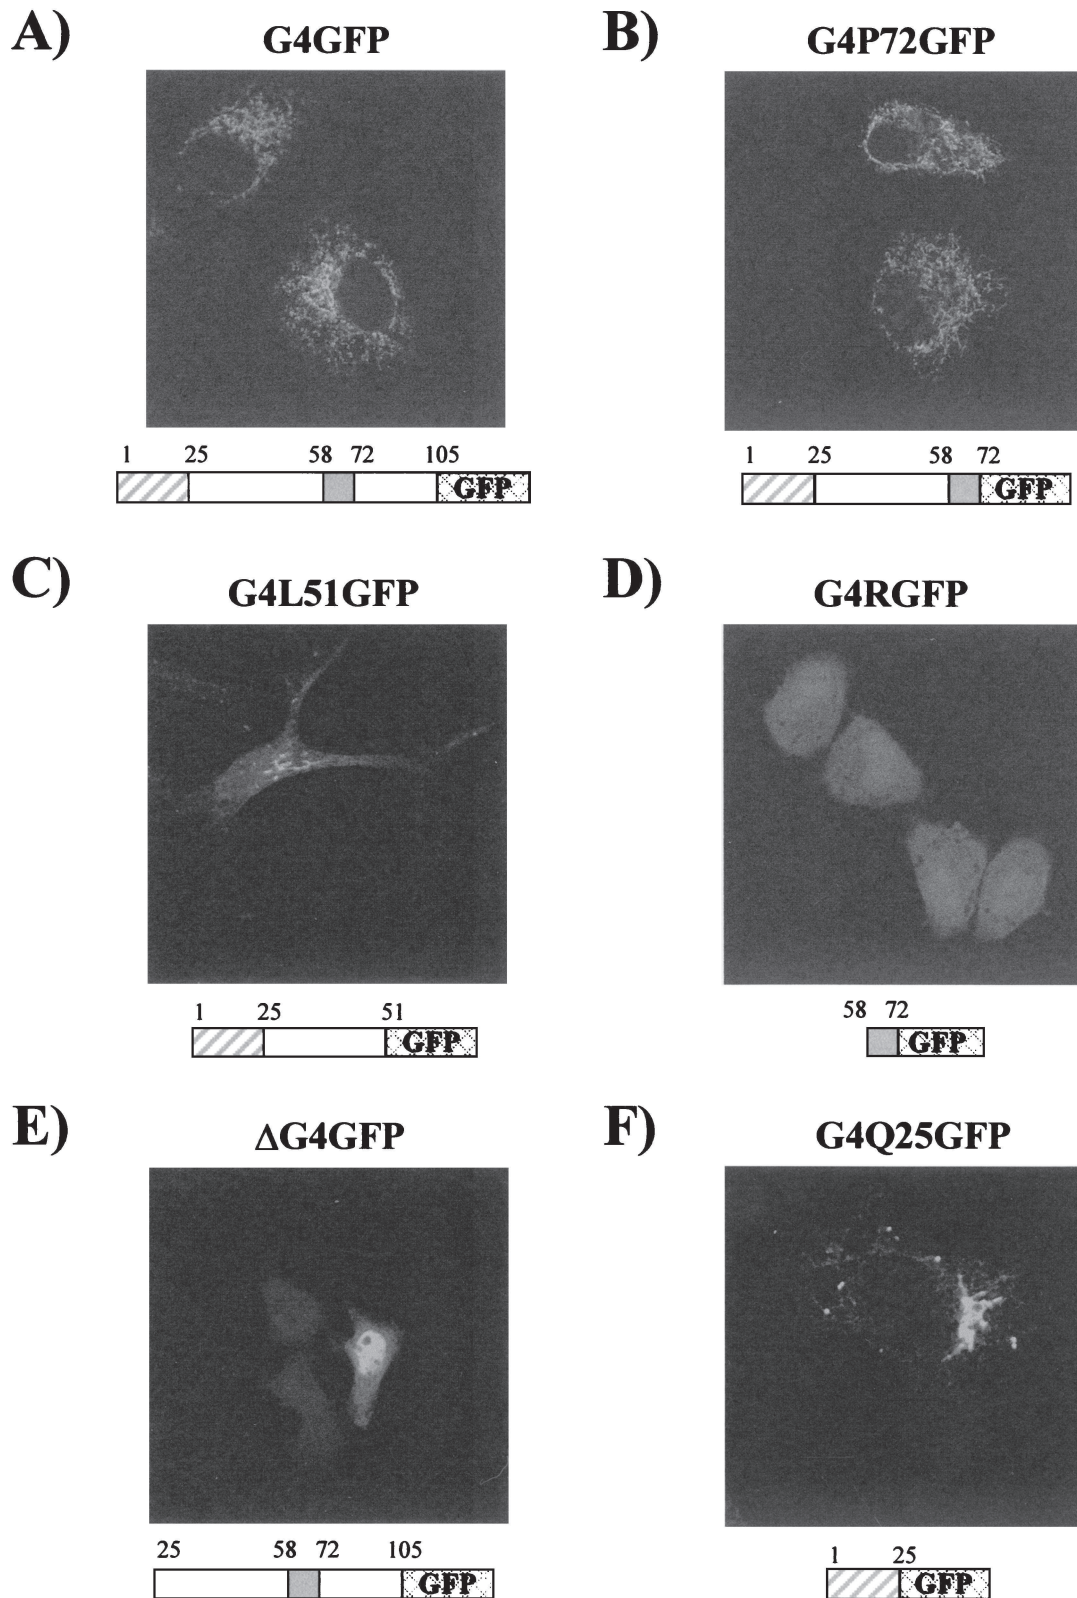 A)
G4GFP
1 25 58 72 105
GFP
B)
G4P72GFP
1 25 58 72
GFP
C)
G4L51GFP
1 25 51
GFP
D)
G4RGFP
58 72
GFP
E)
ΔG4GFP
25 58 72 105
GFP
F)
G4Q25GFP
1 25
GFP